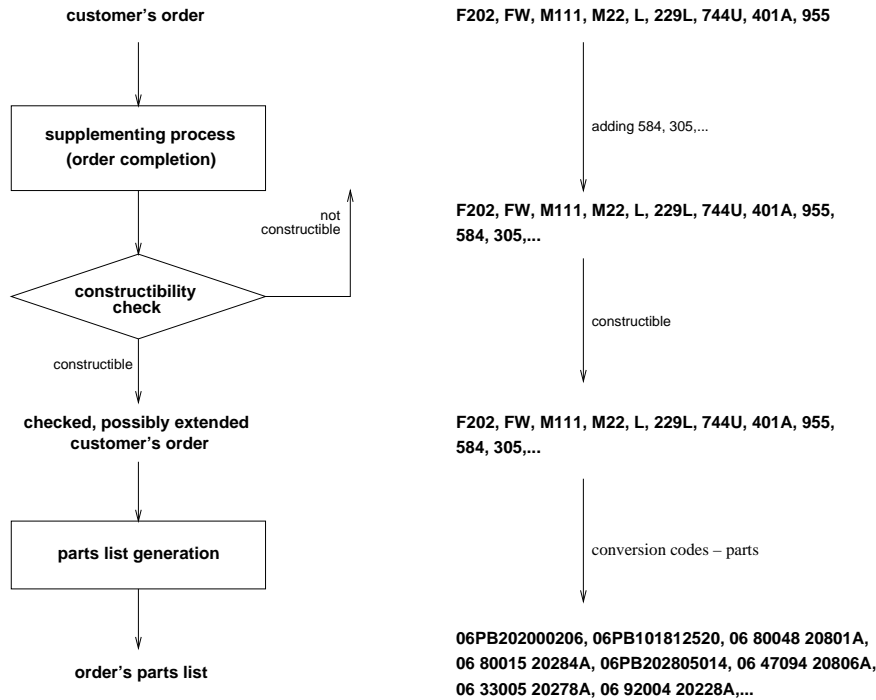 customer's order
supplementing process
(order completion)
not
constructible
constructibility
check
constructible
checked, possibly extended
customer's order
parts list generation
order's parts list
F202, FW, M111, M22, L, 229L, 744U, 401A, 955
adding 584, 305,...
F202, FW, M111, M22, L, 229L, 744U, 401A, 955,
584, 305,...
constructible
F202, FW, M111, M22, L, 229L, 744U, 401A, 955,
584, 305,...
conversion codes – parts
06PB202000206, 06PB101812520, 06 80048 20801A,
06 80015 20284A, 06PB202805014, 06 47094 20806A,
06 33005 20278A, 06 92004 20228A,...